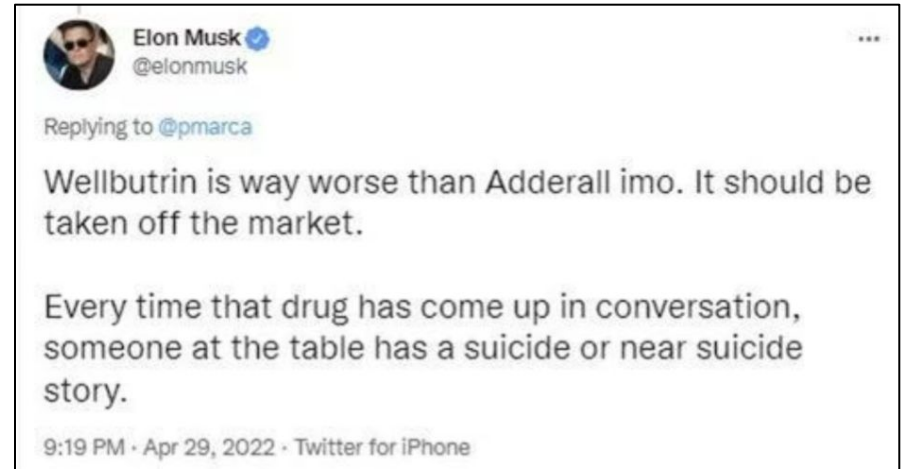 Elon Musk
@elonmusk
Replying to @pmarca
Wellbutrin is way worse than Adderall imo. It should be
taken off the market.
Every time that drug has come up in conversation,
someone at the table has a suicide or near suicide
story.
9:19 PM · Apr 29, 2022 · Twitter for iPhone